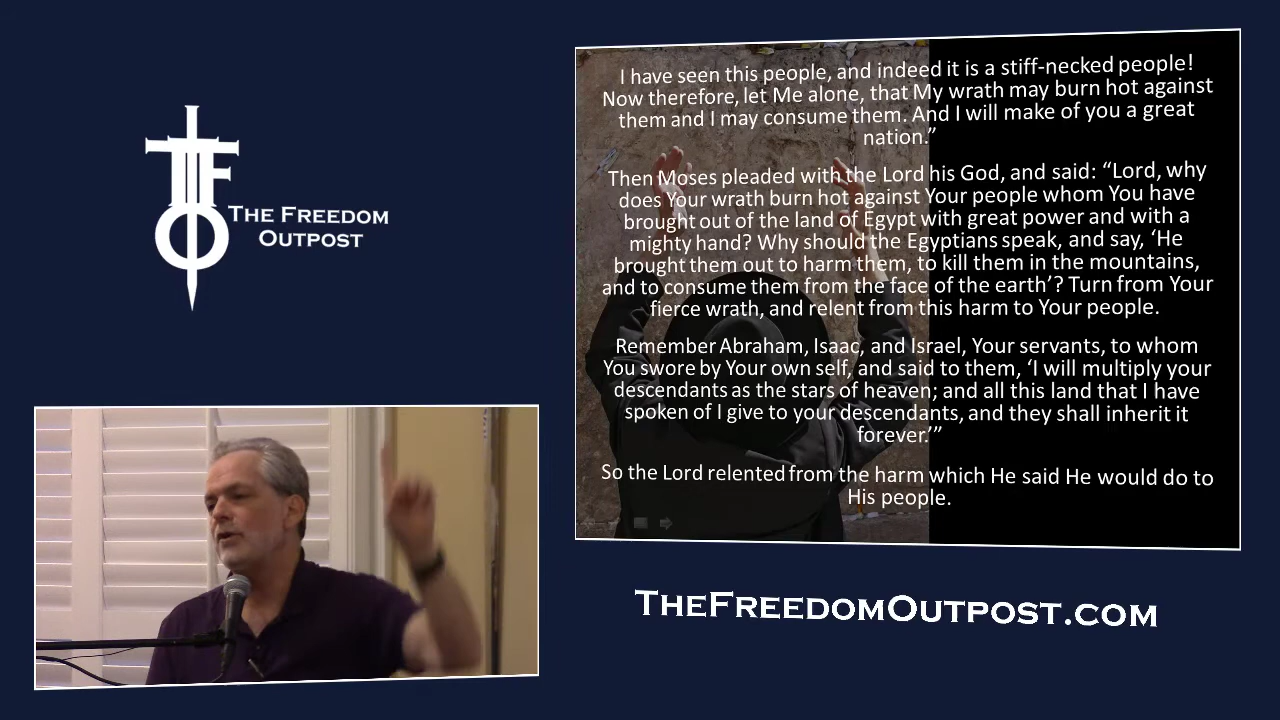 THE FREEDOM
OUTPOST
I have seen this people, and indeed it is a stiff-necked people!
Now therefore, let Me alone, that My wrath may burn hot against
them and I may consume them. And I will make of you a great
nation.”
Then Moses pleaded with the Lord his God, and said: “Lord, why
does Your wrath burn hot against Your people whom You have
brought out of the land of Egypt with great power and with a
mighty hand? Why should the Egyptians speak, and say, ‘He
brought them out to harm them, to kill them in the mountains,
and to consume them from the face of the earth’? Turn from Your
fierce wrath, and relent from this harm to Your people.
Remember Abraham, Isaac, and Israel, Your servants, to whom
You swore by Your own self, and said to them, ‘I will multiply your
descendants as the stars of heaven; and all this land that I have
spoken of I give to your descendants, and they shall inherit it
forever.’”
So the Lord relented from the harm which He said He would do to
His people.
THEFREEDOMOUTPOST.COM